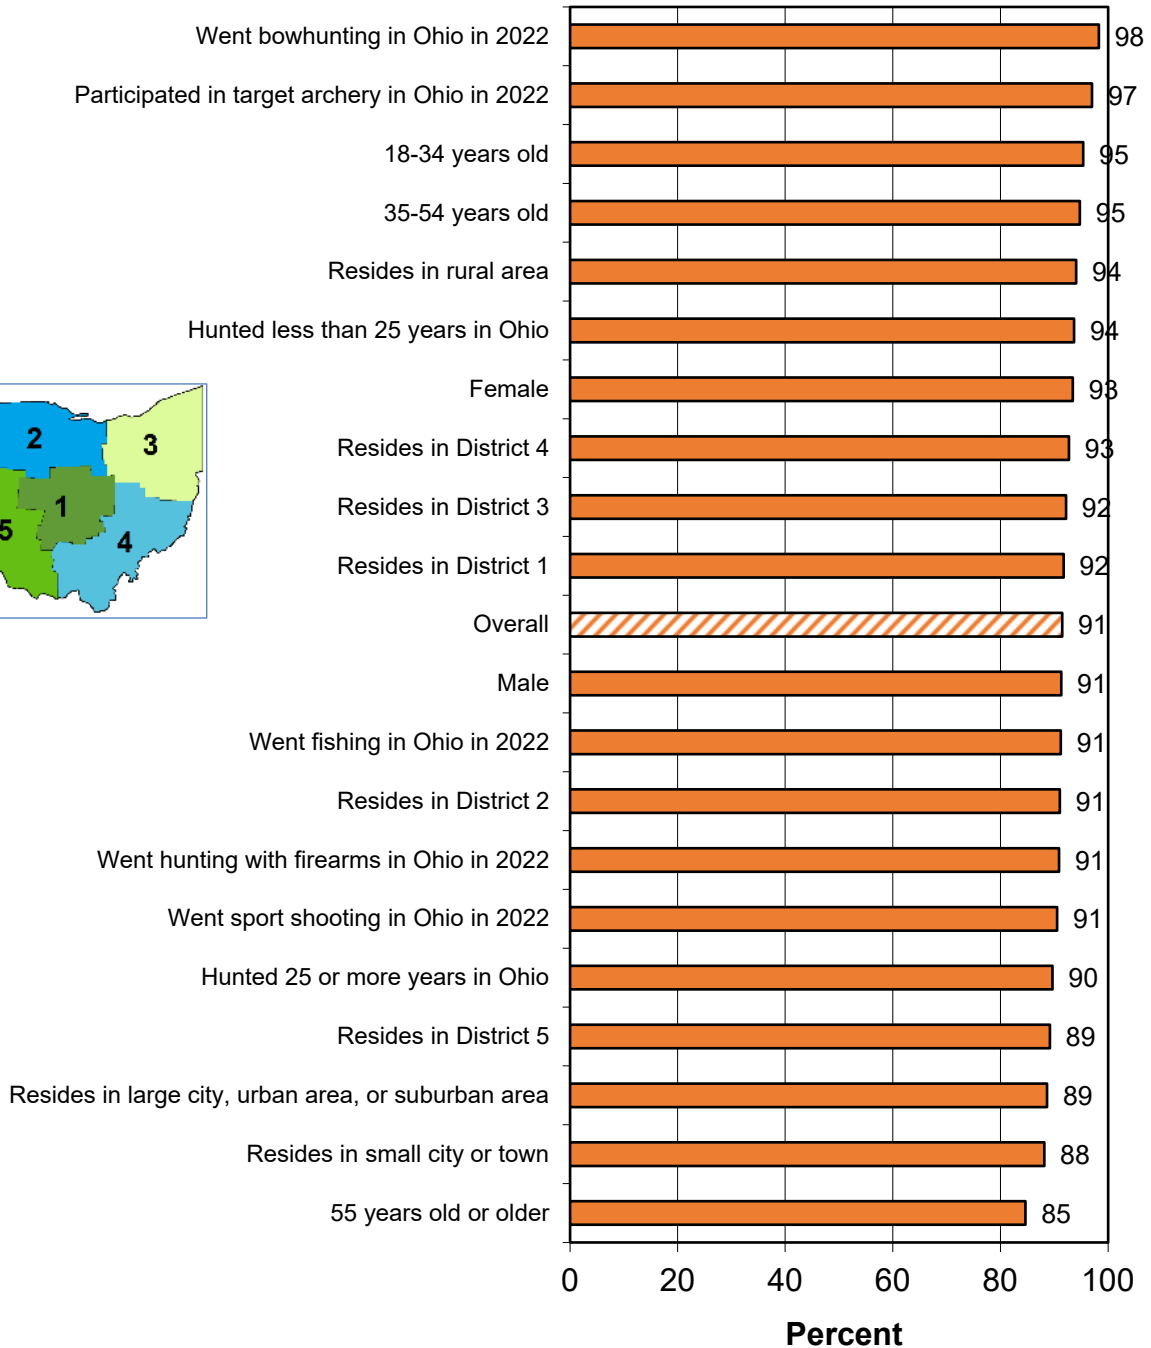 Went bowhunting in Ohio in 2022 98
Participated in target archery in Ohio in 2022 97
18-34 years old 95
35-54 years old 95
Resides in rural area 94
Hunted less than 25 years in Ohio 94
Female 93
Resides in District 4 93
Resides in District 3 92
Resides in District 1 92
Overall 91
Male 91
Went fishing in Ohio in 2022 91
Resides in District 2 91
Went hunting with firearms in Ohio in 2022 91
Went sport shooting in Ohio in 2022 91
Hunted 25 or more years in Ohio 90
Resides in District 5 89
Resides in large city, urban area, or suburban area 89
Resides in small city or town 88
55 years old or older 85
0 20 40 60 80 100
Percent
2
3
1
5
4